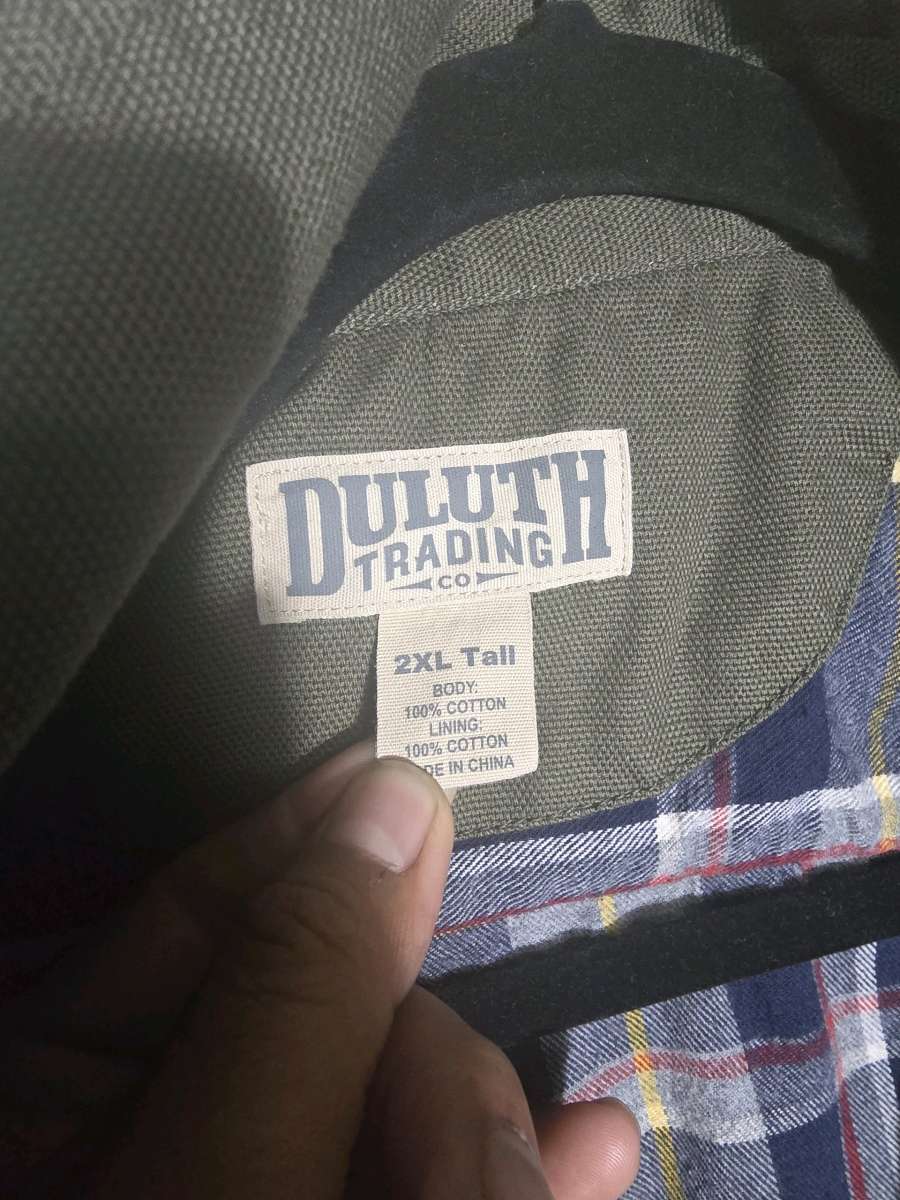 DULUTH
TRADING
CO
2XL Tall
BODY:
100% COTTON
LINING:
100% COTTON
IN CHINA